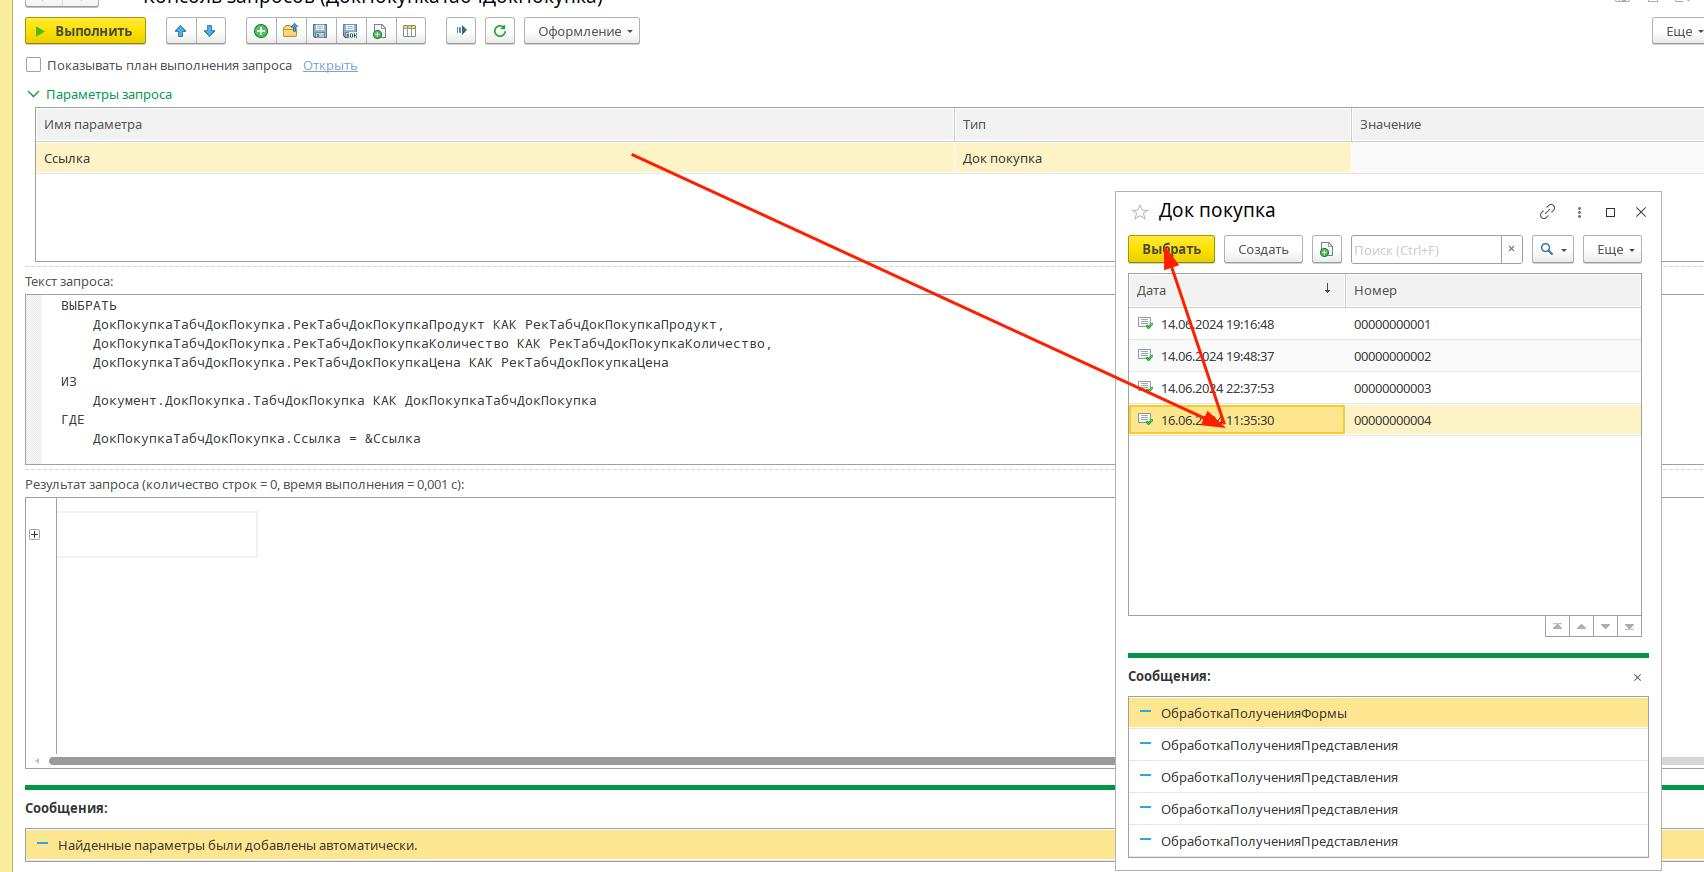 Консоль запросов (ДокПокупкаТабчДокПокупка)
Выполнить
Оформление
Еще
Показывать план выполнения запроса Открыть
Параметры запроса
Имя параметра Тип Значение
Ссылка Док покупка
Текст запроса:
ВЫБРАТЬ
ДокПокупкаТабчДокПокупка.РекТабчДокПокупкаПродукт КАК РекТабчДокПокупкаПродукт,
ДокПокупкаТабчДокПокупка.РекТабчДокПокупкаКоличество КАК РекТабчДокПокупкаКоличество,
ДокПокупкаТабчДокПокупка.РекТабчДокПокупкаЦена КАК РекТабчДокПокупкаЦена
ИЗ
Документ.ДокПокупка.ТабчДокПокупка КАК ДокПокупкаТабчДокПокупка
ГДЕ
ДокПокупкаТабчДокПокупка.Ссылка = &Ссылка
Результат запроса (количество строк = 0, время выполнения = 0,001 с):
Сообщения:
Найденные параметры были добавлены автоматически.
Док покупка
Выбрать Создать Поиск (Ctrl+F) Еще
Дата Номер
14.06.2024 19:16:48 00000000001
14.06.2024 19:48:37 00000000002
14.06.2024 22:37:53 00000000003
16.06.2024 11:35:30 00000000004
Сообщения:
ОбработкаПолученияФормы
ОбработкаПолученияПредставления
ОбработкаПолученияПредставления
ОбработкаПолученияПредставления
ОбработкаПолученияПредставления